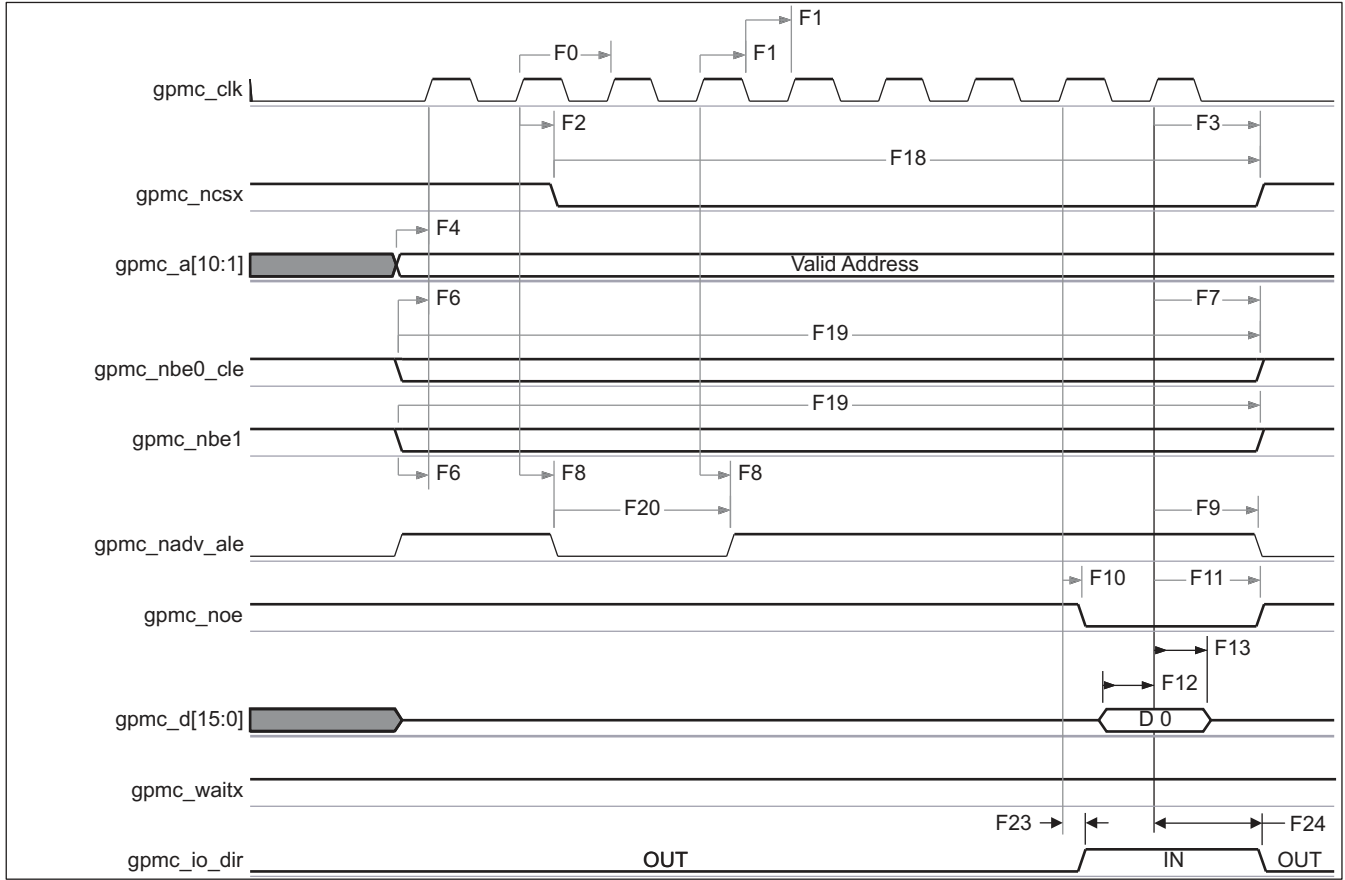 F1
F0
F1
gpmc_clk
F2
F3
F18
gpmc_ncsx
F4
gpmc_a[10:1]
Valid Address
F6
F7
F19
gpmc_nbe0_cle
F19
gpmc_nbe1
F6
F8
F8
F20
F9
gpmc_nadv_ale
F10
F11
gpmc_noe
F13
F12
gpmc_d[15:0]
D 0
gpmc_waitx
F23
F24
gpmc_io_dir
OUT
IN
OUT